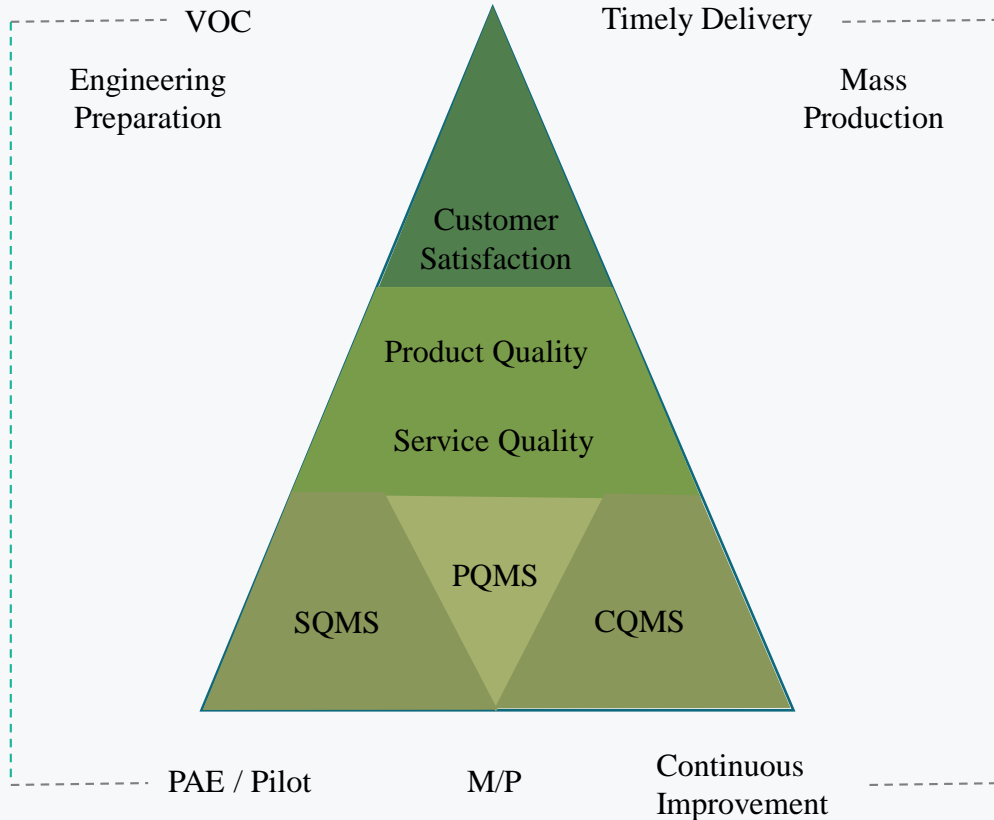 VOC
Timely Delivery
Engineering
Preparation
Mass
Production
Customer
Satisfaction
Product Quality
Service Quality
PQMS
SQMS
CQMS
PAE / Pilot
M/P
Continuous
Improvement